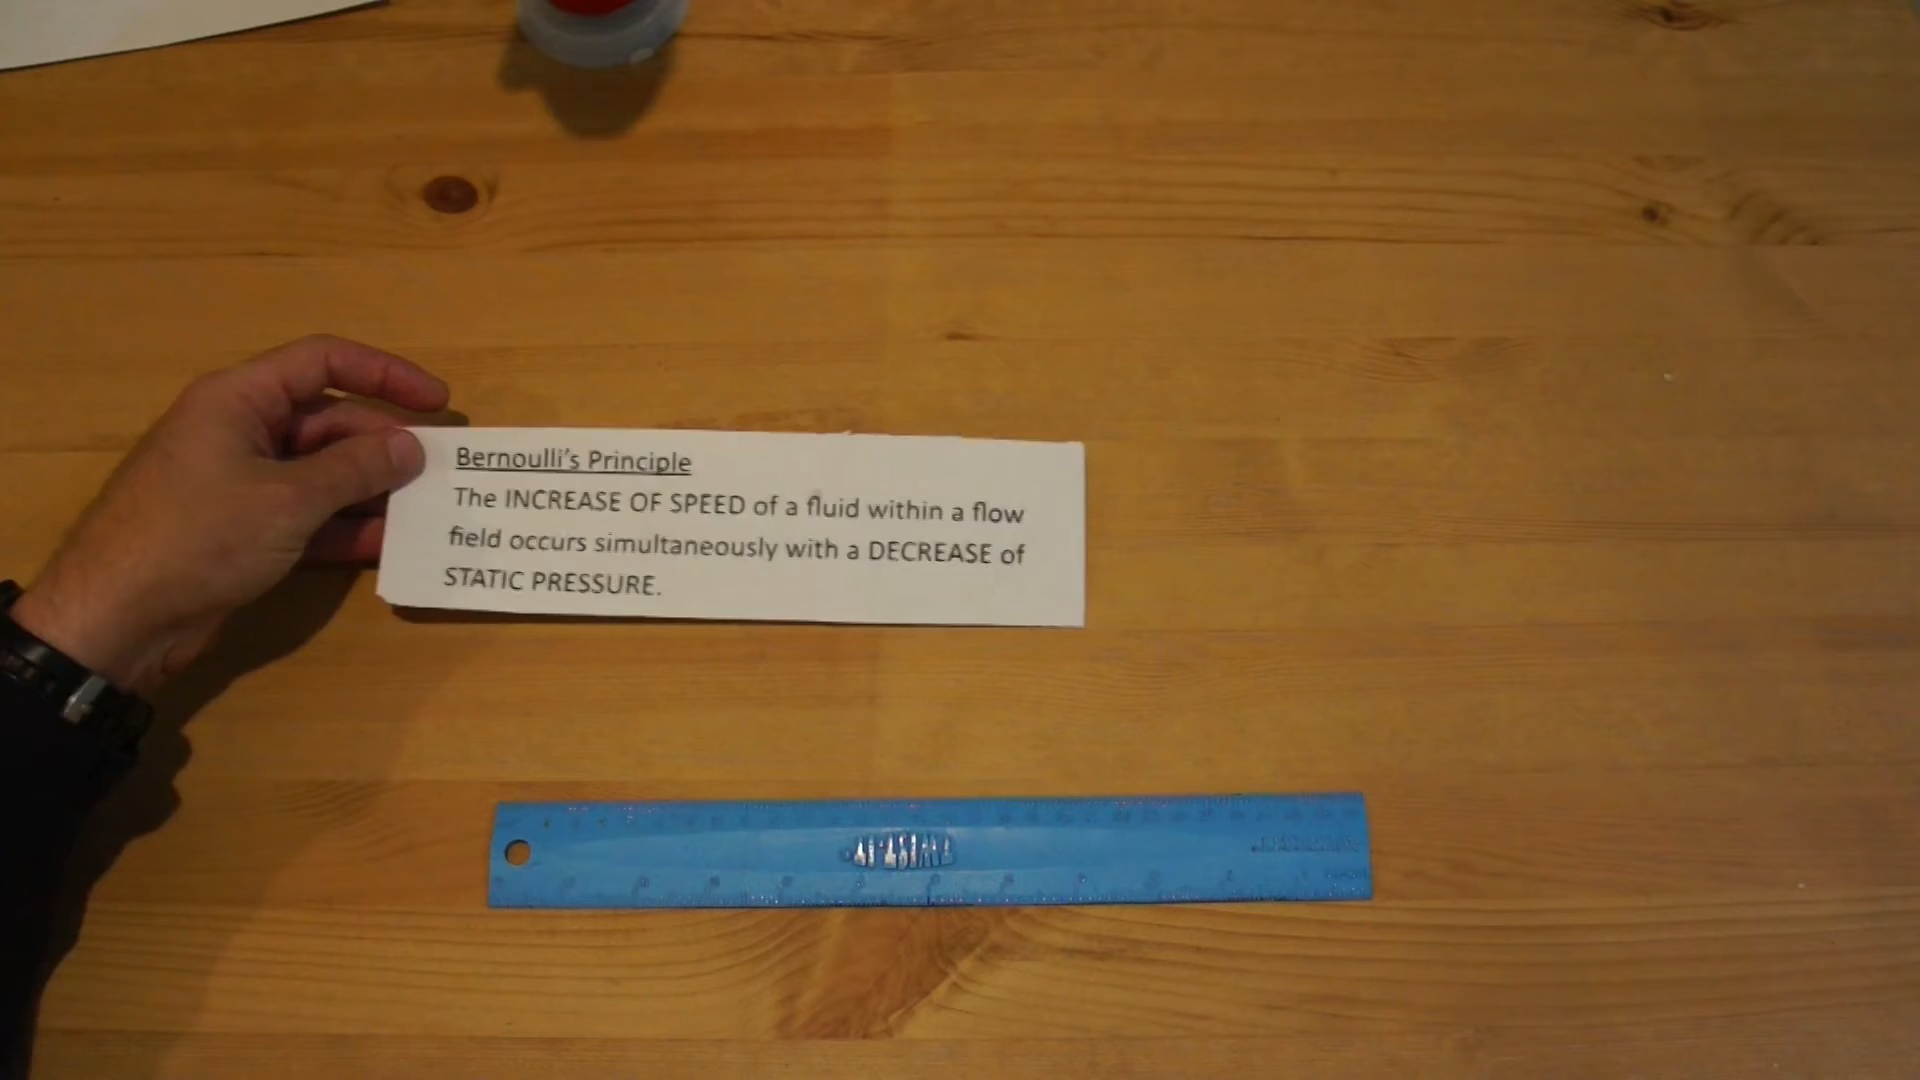 Bernoulli's Principle
The INCREASE OF SPEED of a fluid within a flow
field occurs simultaneously with a DECREASE of
STATIC PRESSURE.